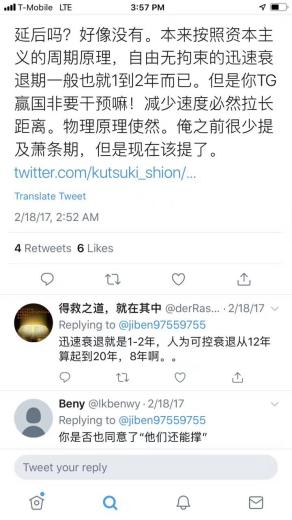 T-Mobile LTE 3:57 PM
延后吗？好像没有。本来按照资本主
义的周期原理，自由无拘束的迅速衰
退期一般也就1到2年而已。但是你TG
赢国非要干预嘛！减少速度必然拉长
距离。物理原理使然。俺之前很少提
及萧条期，但是现在该提了。
twitter.com/kutsuki_shion/...
Translate Tweet
2/18/17, 2:52 AM
4 Retweets 6 Likes
得救之道，就在其中 @derRas... · 2/18/17
Replying to @jiben97559755
迅速衰退就是1-2年，人为可控衰退从12年
算起到20年，8年啊。。
Beny @lkbenwy · 2/18/17
Replying to @jiben97559755
你是否也同意了“他们还能撑”
Tweet your reply